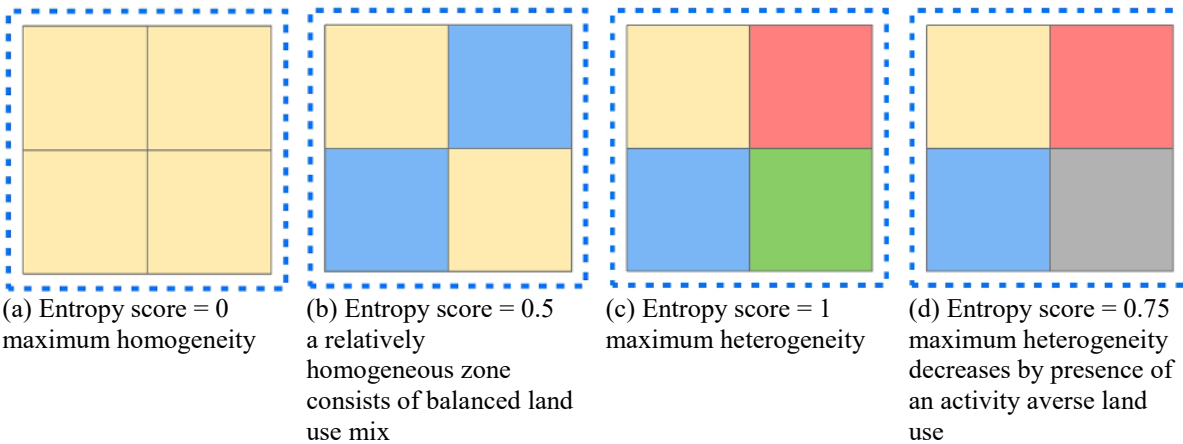 (a) Entropy score = 0
maximum homogeneity
(b) Entropy score = 0.5
a relatively
homogeneous zone
consists of balanced land
use mix
(c) Entropy score = 1
maximum heterogeneity
(d) Entropy score = 0.75
maximum heterogeneity
decreases by presence of
an activity averse land
use